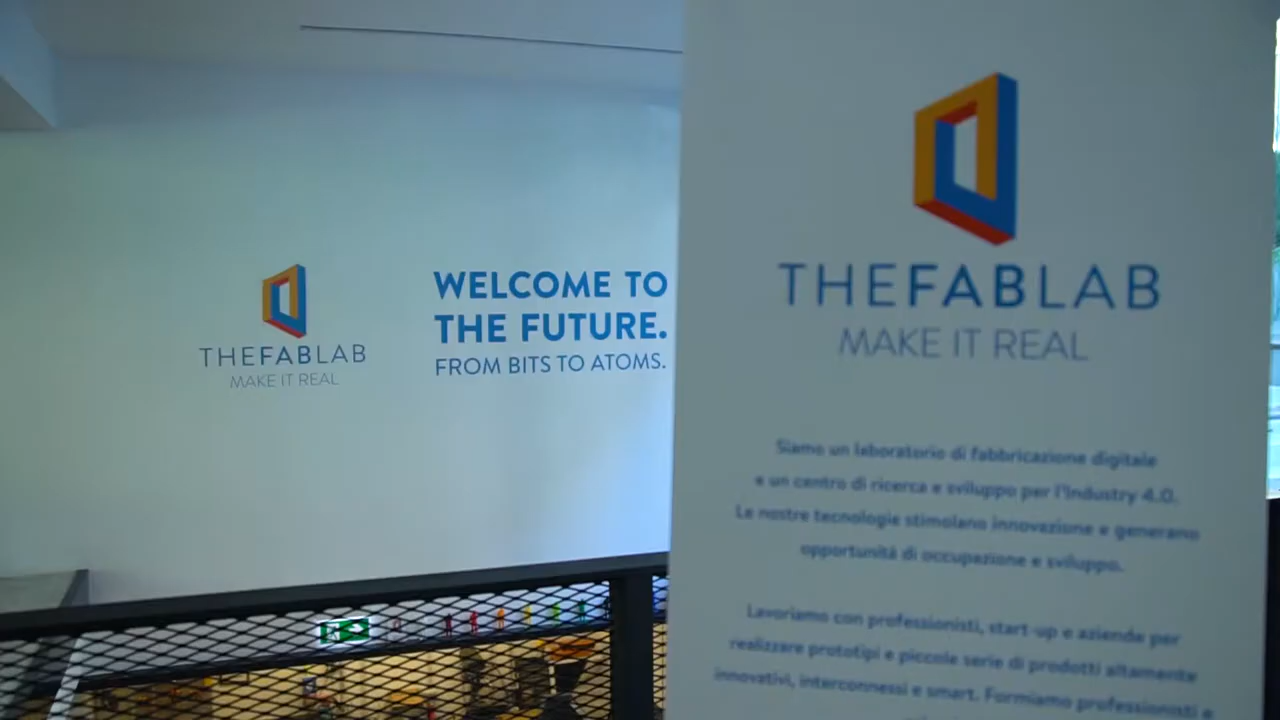 THEFABLAB
MAKE IT REAL
WELCOME TO
THE FUTURE.
FROM BITS TO ATOMS.
THEFABLAB
MAKE IT REAL
Siamo un laboratorio di fabbricazione digitale
e un centro di ricerca e sviluppo per l'Industry 4.0.
Le nostre tecnologie stimolano innovazione e generano
opportunità di occupazione e sviluppo.
Lavoriamo con professionisti, start-up e aziende per
realizzare prototipi e piccole serie di prodotti altamente
innovativi, interconnessi e smart. Formiamo professionisti e